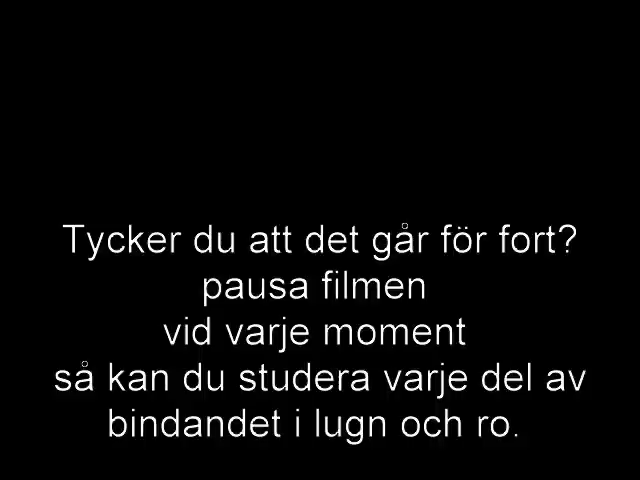 Tycker du att det går för fort?
pausa filmen
vid varje moment
så kan du studera varje del av
bindandet i lugn och ro.